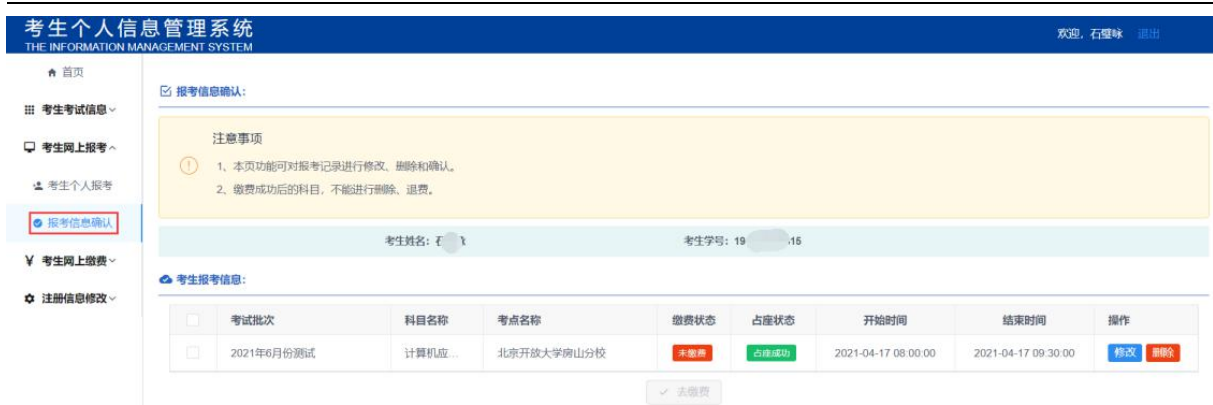 考生个人信息管理系统
THE INFORMATION MANAGEMENT SYSTEM
欢迎，石璧咏 退出
首页
考生考试信息
考生网上报考
考生个人报考
报考信息确认
考生网上缴费
注册信息修改
报考信息确认:
注意事项
1、本页功能可对报考记录进行修改、删除和确认。
2、缴费成功后的科目，不能进行删除、退费。
考生姓名: 考生学号: 19 16
考生报考信息:
考试批次 科目名称 考点名称 缴费状态 占座状态 开始时间 结束时间 操作
2021年6月份测试 计算机应... 北京开放大学房山分校 未缴费 占座成功 2021-04-17 08:00:00 2021-04-17 09:30:00 修改 删除
去缴费